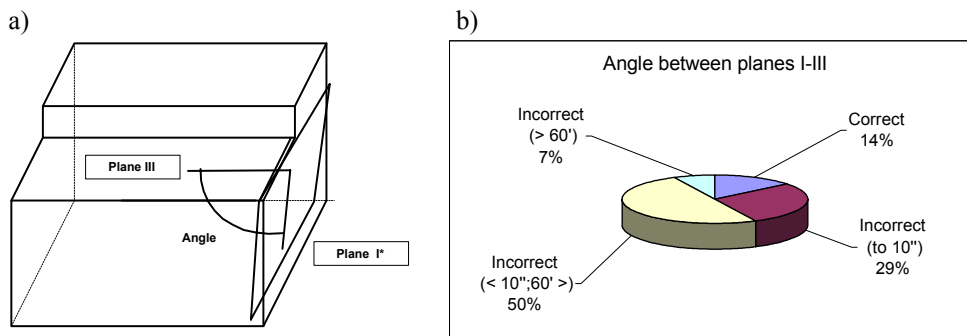 a)
Plane III
Angle
Plane I*
b)
Angle between planes I-III
Incorrect
(> 60')
7%
Correct
14%
Incorrect
(< 10";60' >)
50%
Incorrect
(to 10")
29%